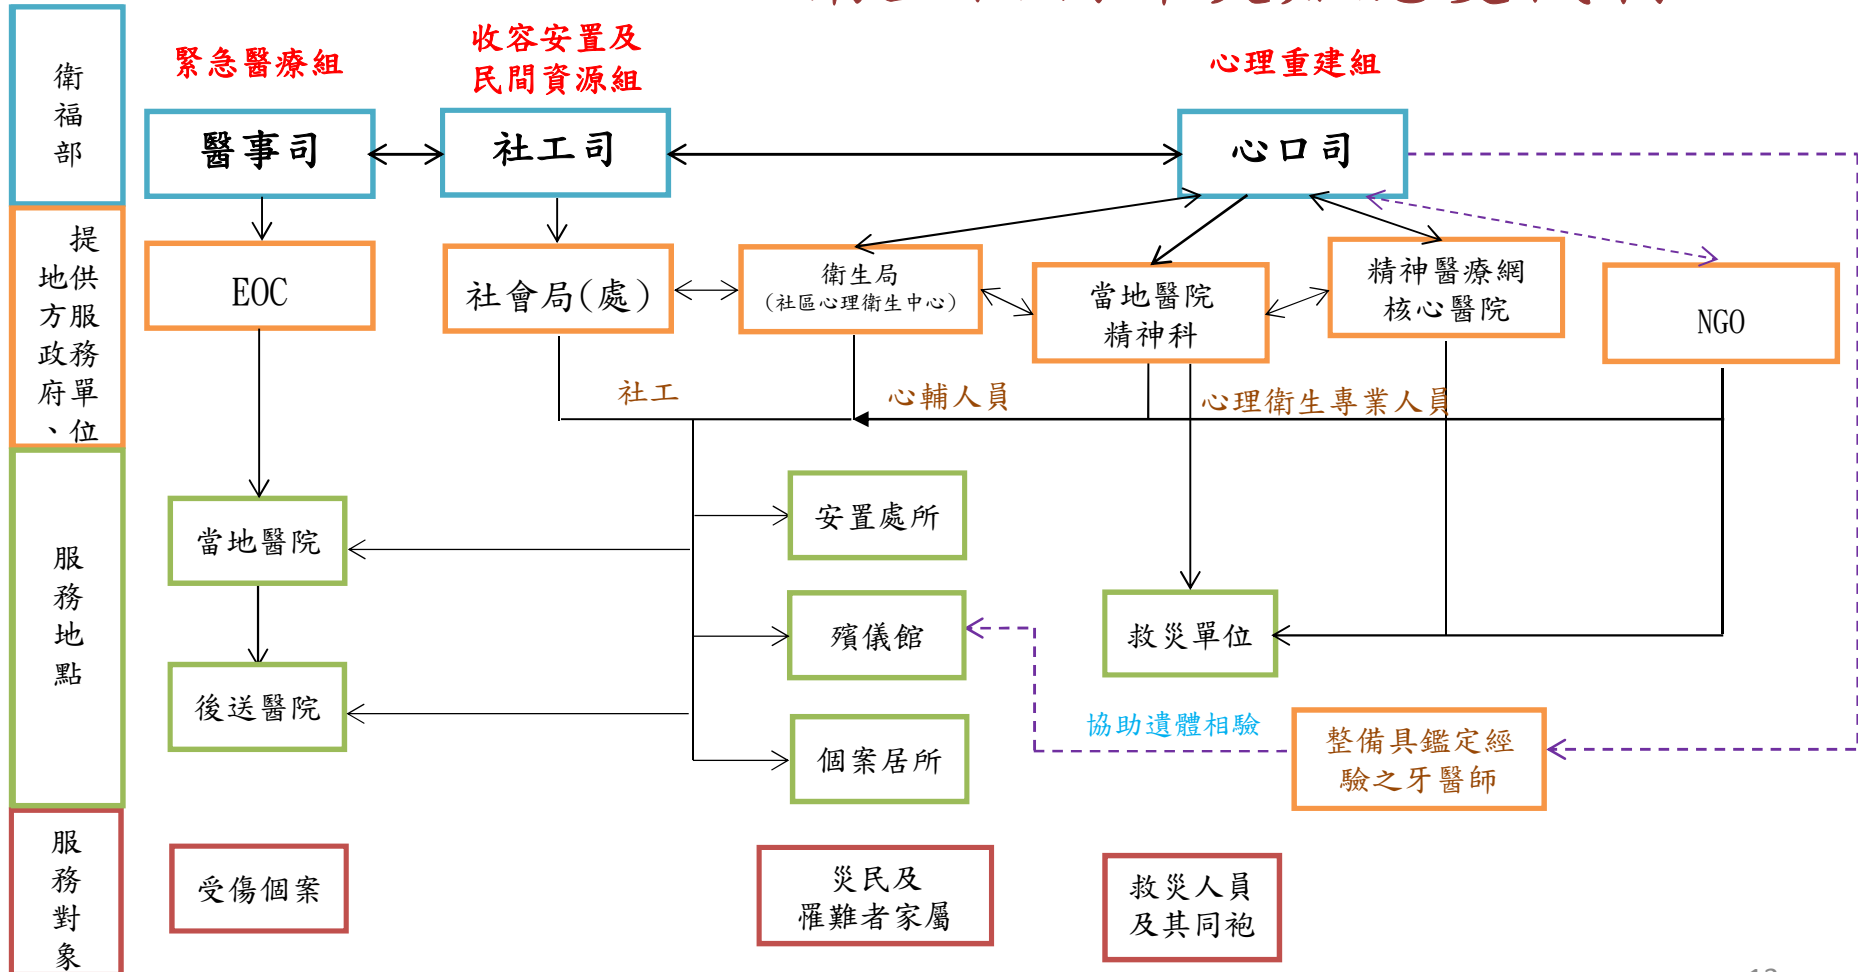 緊急醫療組
收容安置及
民間資源組
心理重建組
衛福部
醫事司
社工司
心口司
提供服務單位
地方政府、
EOC
社會局(處)
衛生局
(社區心理衛生中心)
當地醫院
精神科
精神醫療網
核心醫院
NGO
社工
心輔人員
心理衛生專業人員
服務地點
當地醫院
安置處所
殯儀館
救災單位
後送醫院
個案居所
協助遺體相驗
整備具鑑定經
驗之牙醫師
服務對象
受傷個案
災民及
罹難者家屬
救災人員
及其同袍